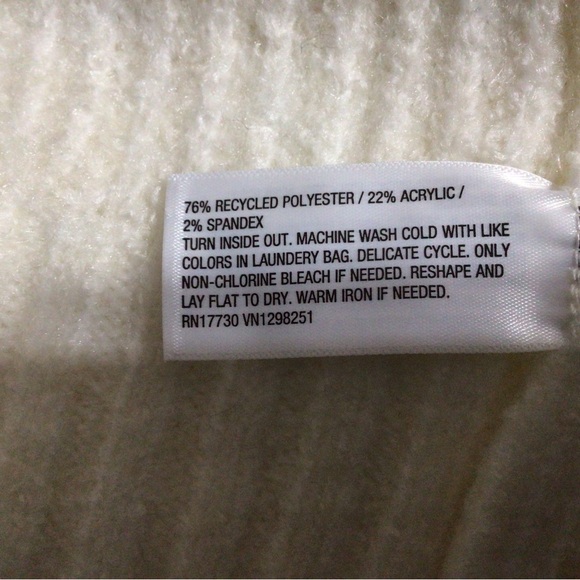 76% RECYCLED POLYESTER / 22% ACRYLIC /
2% SPANDEX
TURN INSIDE OUT. MACHINE WASH COLD WITH LIKE
COLORS IN LAUNDERY BAG. DELICATE CYCLE. ONLY
NON-CHLORINE BLEACH IF NEEDED. RESHAPE AND
LAY FLAT TO DRY. WARM IRON IF NEEDED.
RN17730 VN1298251